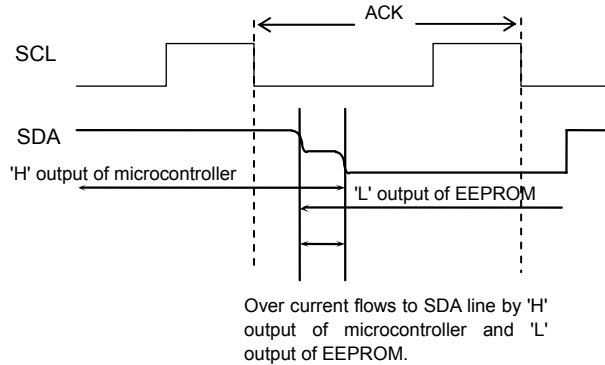 ACK
SCL
SDA
'H' output of microcontroller
'L' output of EEPROM
Over current flows to SDA line by 'H'
output of microcontroller and 'L'
output of EEPROM.